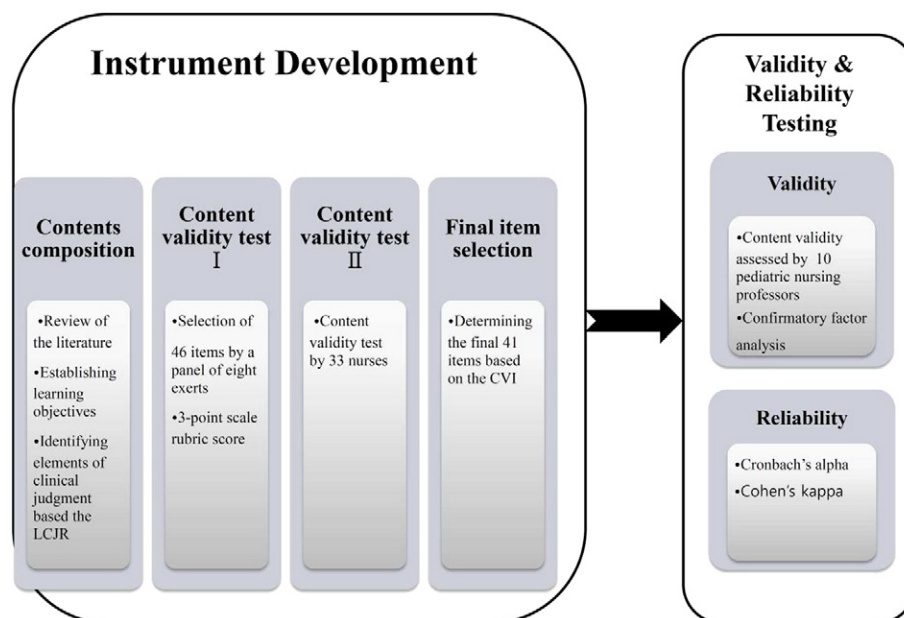 Instrument Development
Contents
composition
•Review of
the literature
•Establishing
learning
objectives
•Identifying
elements of
clinical
judgment
based the
LCJR
Content
validity test
Ⅰ
•Selection of
46 items by a
panel of eight
exerts
•3-point scale
rubric score
Content
validity test
Ⅱ
•Content
validity test
by 33 nurses
Final item
selection
•Determining
the final 41
items based
on the CVI
Validity &
Reliability
Testing
Validity
•Content validity
assessed by 10
pediatric nursing
professors
•Confirmatory factor
analysis
Reliability
•Cronbach’s alpha
•Cohen’s kappa